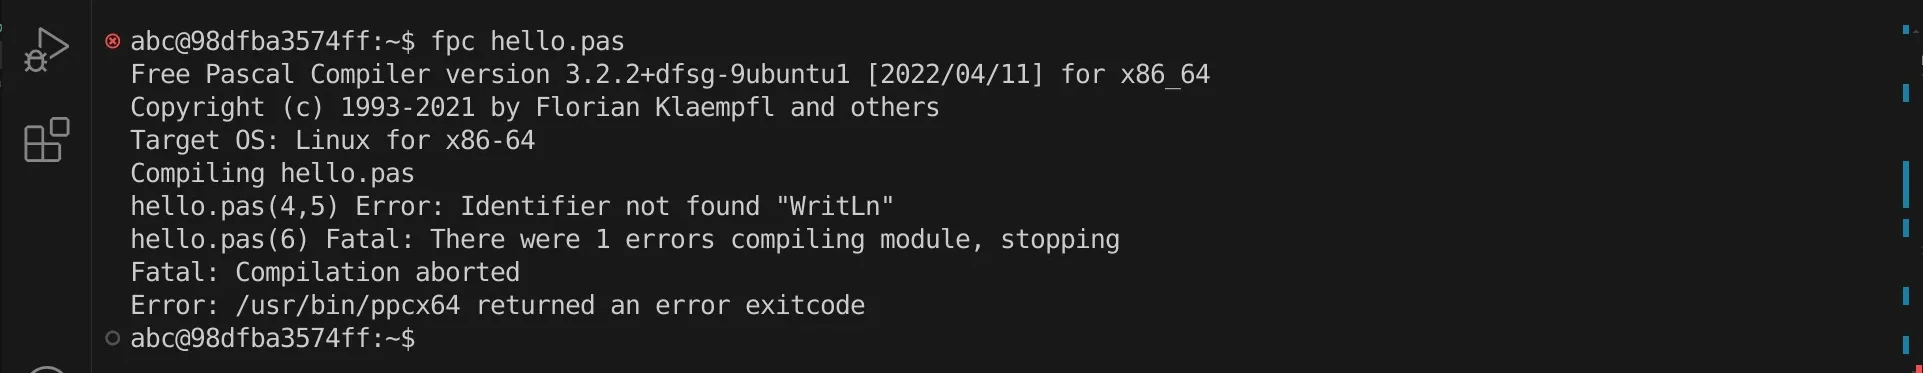 abc@98dfba3574ff:~$ fpc hello.pas
Free Pascal Compiler version 3.2.2+dfsg-9ubuntu1 [2022/04/11] for x86_64
Copyright (c) 1993-2021 by Florian Klaempfl and others
Target OS: Linux for x86-64
Compiling hello.pas
hello.pas(4,5) Error: Identifier not found "WritLn"
hello.pas(6) Fatal: There were 1 errors compiling module, stopping
Fatal: Compilation aborted
Error: /usr/bin/ppcx64 returned an error exitcode
abc@98dfba3574ff:~$